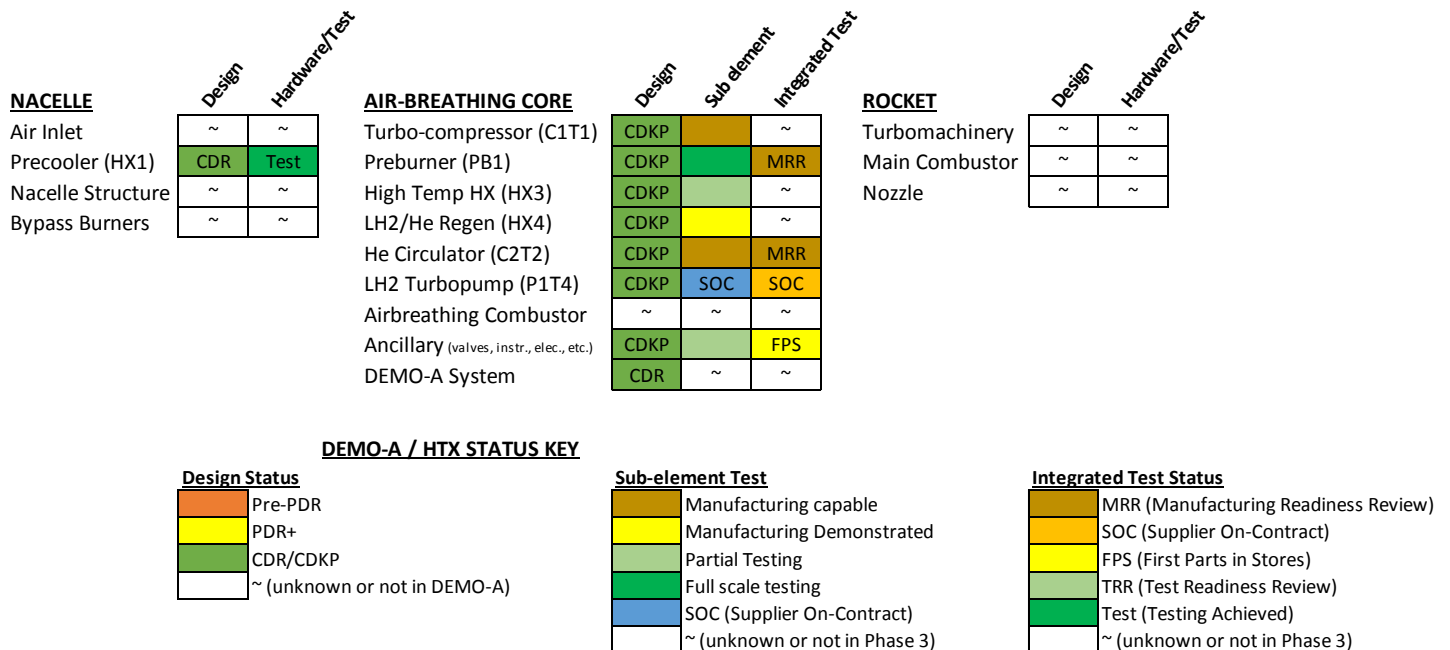 NACELLE
Design
Hardware/Test
Air Inlet ~ ~
Precooler (HX1) CDR Test
Nacelle Structure ~ ~
Bypass Burners ~ ~
AIR-BREATHING CORE
Design
Sub element
Integrated Test
Turbo-compressor (C1T1) CDKP ~
Preburner (PB1) CDKP MRR
High Temp HX (HX3) CDKP ~
LH2/He Regen (HX4) CDKP ~
He Circulator (C2T2) CDKP MRR
LH2 Turbopump (P1T4) CDKP SOC SOC
Airbreathing Combustor ~ ~ ~
Ancillary (valves, instr., elec., etc.) CDKP FPS
DEMO-A System CDR ~ ~
ROCKET
Design
Hardware/Test
Turbomachinery ~ ~
Main Combustor ~ ~
Nozzle ~ ~
DEMO-A / HTX STATUS KEY
Design Status
Pre-PDR
PDR+
CDR/CDKP
~ (unknown or not in DEMO-A)
Sub-element Test
Manufacturing capable
Manufacturing Demonstrated
Partial Testing
Full scale testing
SOC (Supplier On-Contract)
~ (unknown or not in Phase 3)
Integrated Test Status
MRR (Manufacturing Readiness Review)
SOC (Supplier On-Contract)
FPS (First Parts in Stores)
TRR (Test Readiness Review)
Test (Testing Achieved)
~ (unknown or not in Phase 3)